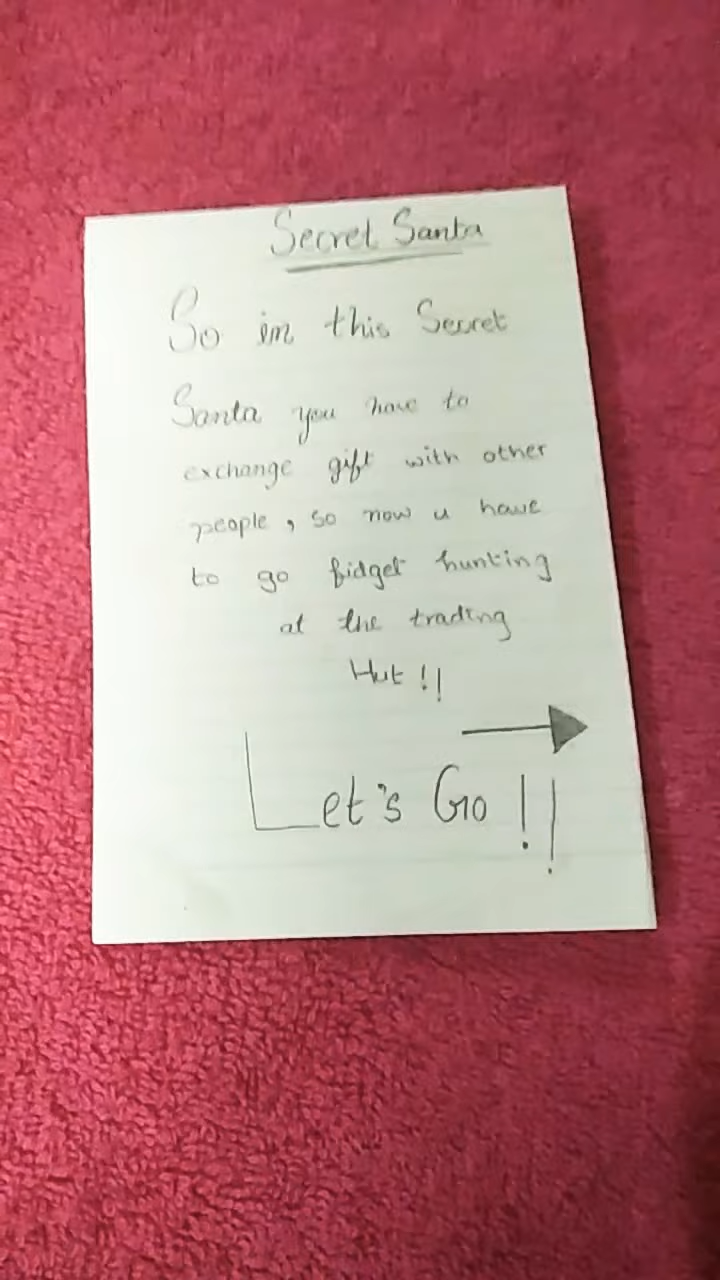 Secret Santa
So in this Secret
Santa you have to
exchange gift with other
people, so now u have
to go fidget hunting
at the trading
Hut !!
Let's Go !!